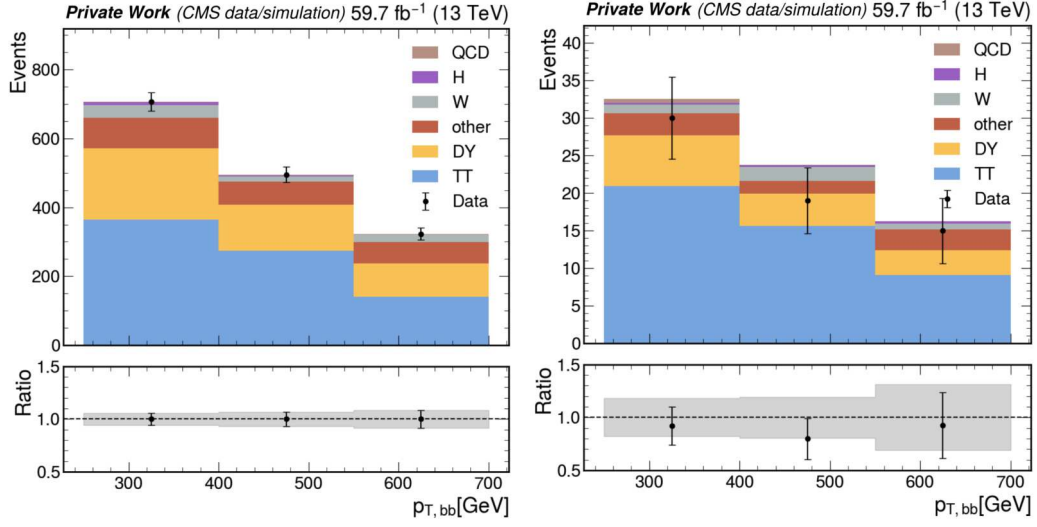 Private Work (CMS data/simulation) 59.7 fb⁻¹ (13 TeV)
Events
800
600
400
200
0
QCD
H
W
other
DY
TT
Data
Ratio
1.5
1.0
0.5
300 400 500 600 700
pT, bb[GeV]
Private Work (CMS data/simulation) 59.7 fb⁻¹ (13 TeV)
Events
40
35
30
25
20
15
10
5
0
QCD
H
W
other
DY
TT
Data
Ratio
1.5
1.0
0.5
300 400 500 600 700
pT, bb[GeV]